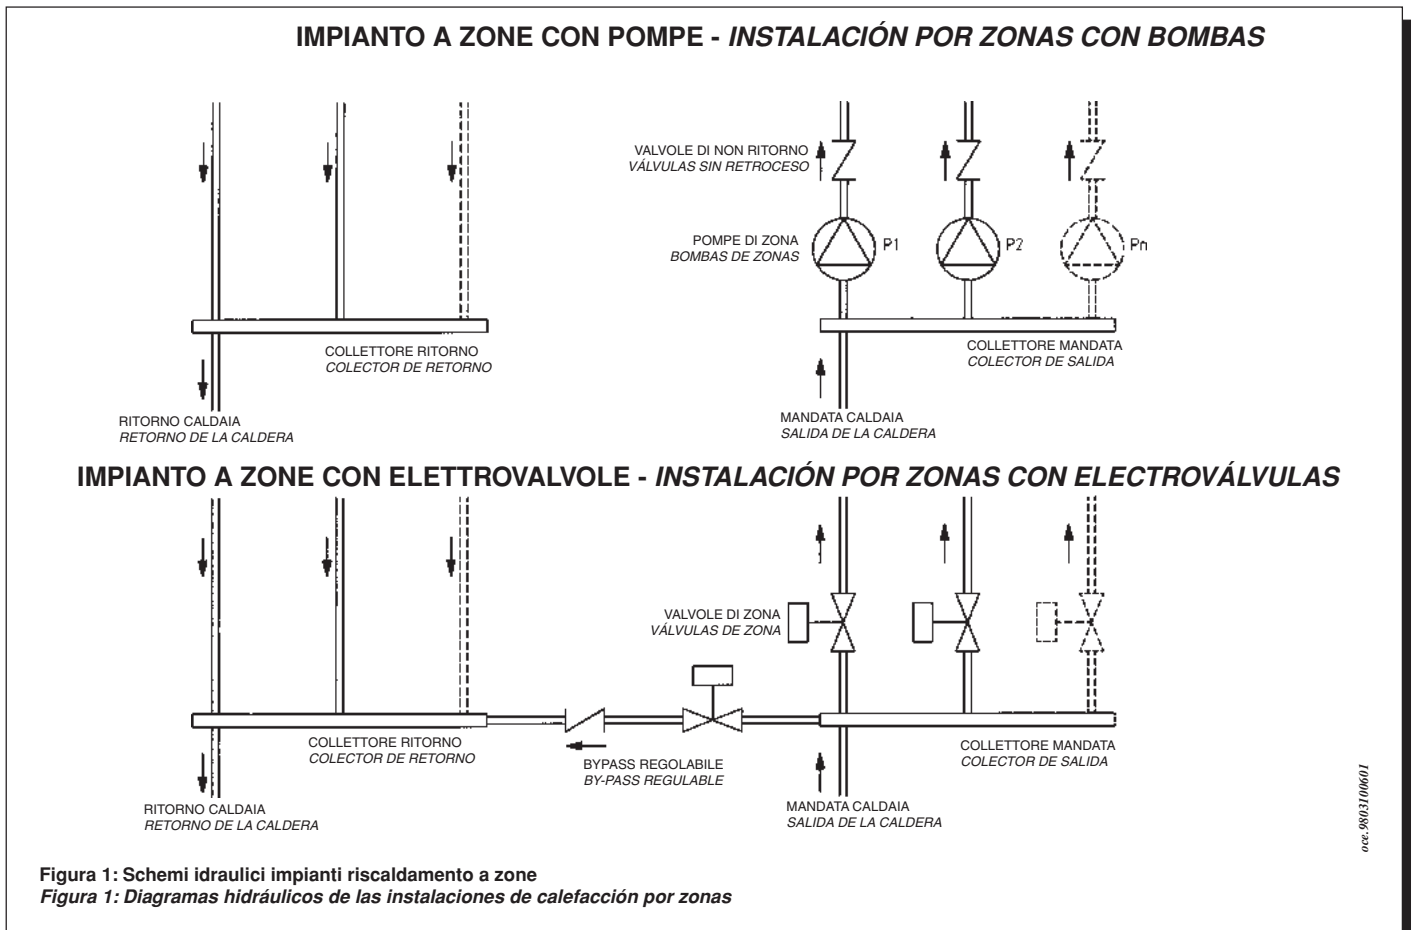 IMPIANTO A ZONE CON POMPE - INSTALACIÓN POR ZONAS CON BOMBAS
VALVOLE DI NON RITORNO
VÁLVULAS SIN RETROCESO
POMPE DI ZONA
BOMBAS DE ZONAS
P1
P2
Pn
COLLETTORE RITORNO
COLECTOR DE RETORNO
COLLETTORE MANDATA
COLECTOR DE SALIDA
RITORNO CALDAIA
RETORNO DE LA CALDERA
MANDATA CALDAIA
SALIDA DE LA CALDERA
IMPIANTO A ZONE CON ELETTROVALVOLE - INSTALACIÓN POR ZONAS CON ELECTROVÁLVULAS
VALVOLE DI ZONA
VÁLVULAS DE ZONA
COLLETTORE RITORNO
COLECTOR DE RETORNO
BYPASS REGOLABILE
BY-PASS REGULABLE
COLLETTORE MANDATA
COLECTOR DE SALIDA
RITORNO CALDAIA
RETORNO DE LA CALDERA
MANDATA CALDAIA
SALIDA DE LA CALDERA
oce.9803100601
Figura 1: Schemi idraulici impianti riscaldamento a zone
Figura 1: Diagramas hidráulicos de las instalaciones de calefacción por zonas